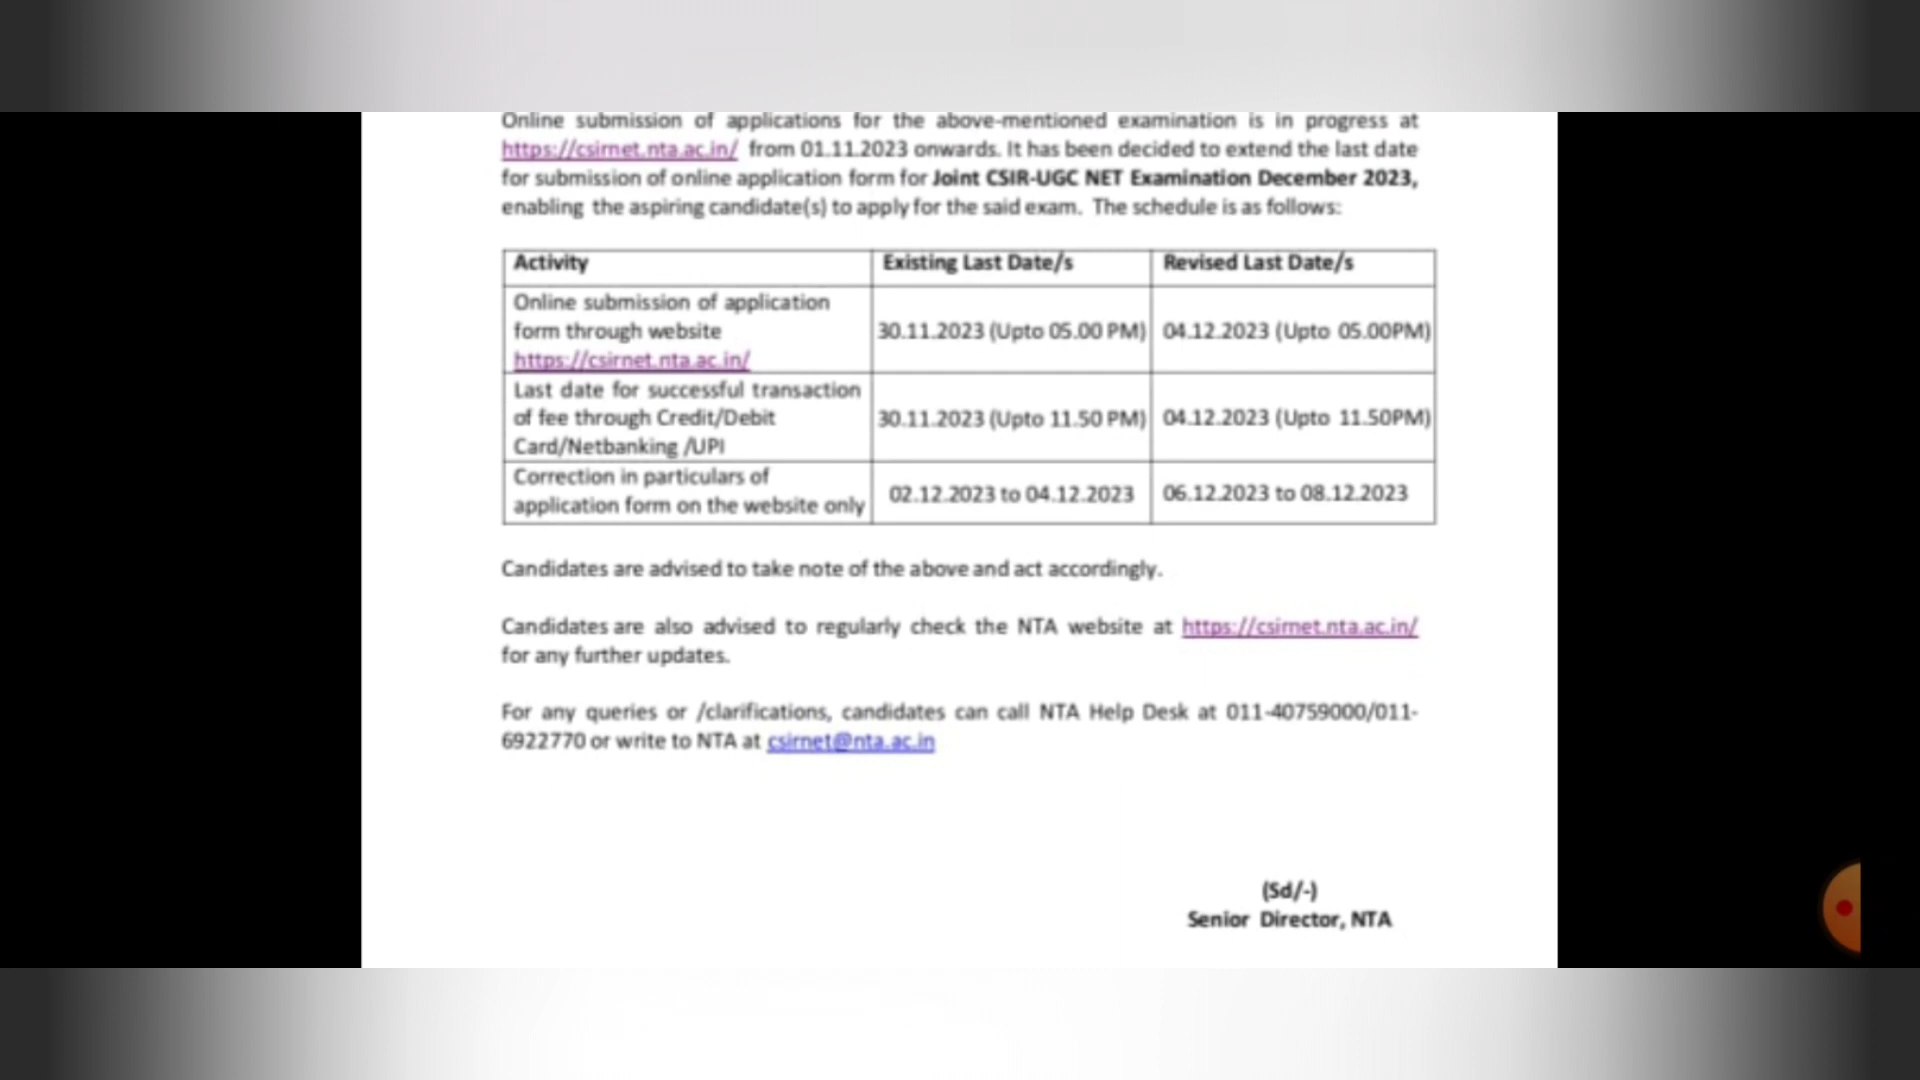 Online submission of applications for the above-mentioned examination is in progress at
https://csirnet.nta.ac.in/ from 01.11.2023 onwards. It has been decided to extend the last date
for submission of online application form for Joint CSIR-UGC NET Examination December 2023,
enabling the aspiring candidate(s) to apply for the said exam. The schedule is as follows:
Activity Existing Last Date/s Revised Last Date/s
Online submission of application
form through website
https://csirnet.nta.ac.in/
30.11.2023 (Upto 05.00 PM) 04.12.2023 (Upto 05.00PM)
Last date for successful transaction
of fee through Credit/Debit
Card/Netbanking /UPI
30.11.2023 (Upto 11.50 PM) 04.12.2023 (Upto 11.50PM)
Correction in particulars of
application form on the website only
02.12.2023 to 04.12.2023 06.12.2023 to 08.12.2023
Candidates are advised to take note of the above and act accordingly.
Candidates are also advised to regularly check the NTA website at https://csirnet.nta.ac.in/
for any further updates.
For any queries or /clarifications, candidates can call NTA Help Desk at 011-40759000/011-
6922770 or write to NTA at csirnet@nta.ac.in
(Sd/-)
Senior Director, NTA